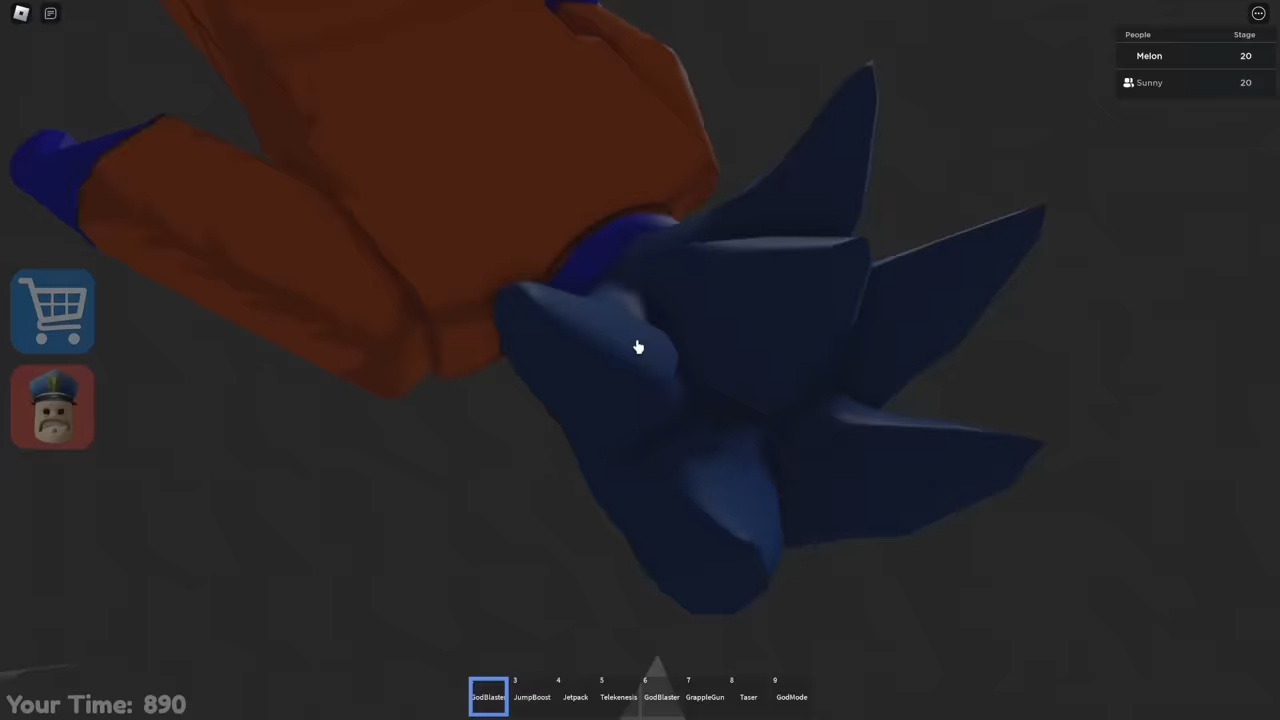 People Stage
Melon 20
Sunny 20
Your Time: 890
3 4 5 6 7 8 9
GodBlaster JumpBoost Jetpack Telekenesis GodBlaster GrappleGun Taser GodMode